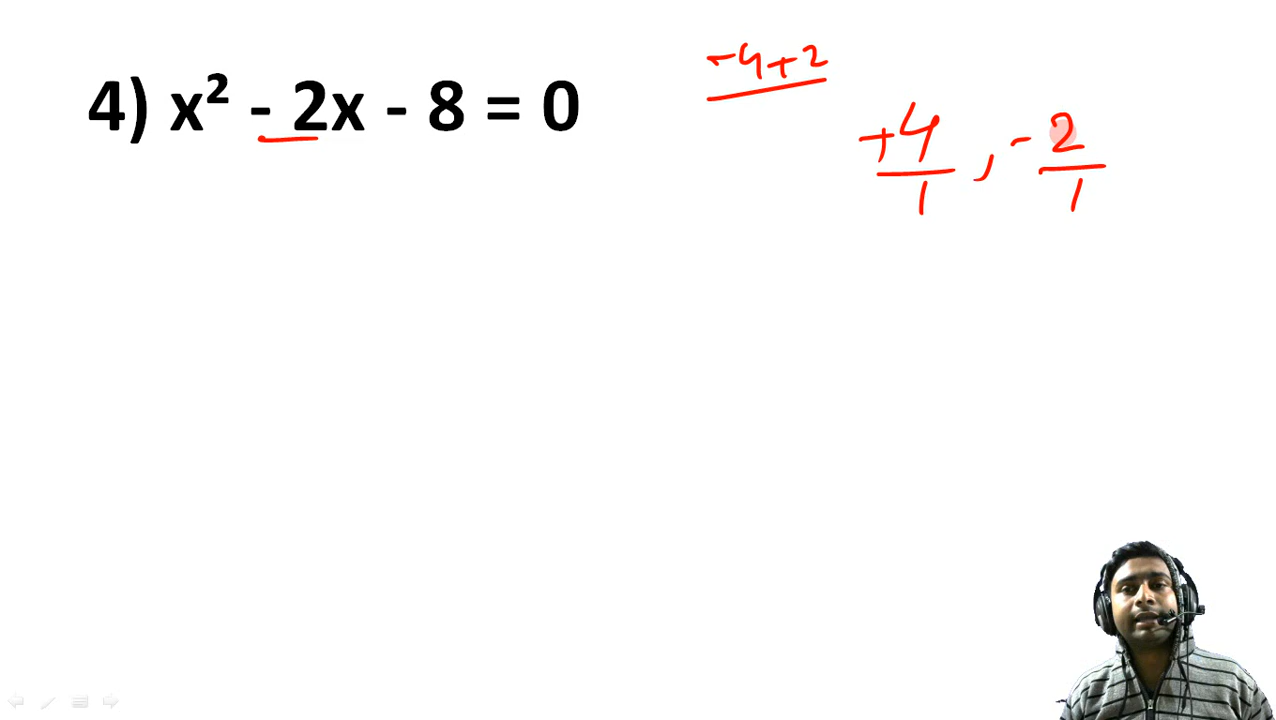 4) x² - 2x - 8 = 0
-4+2
+4/1 , -2/1